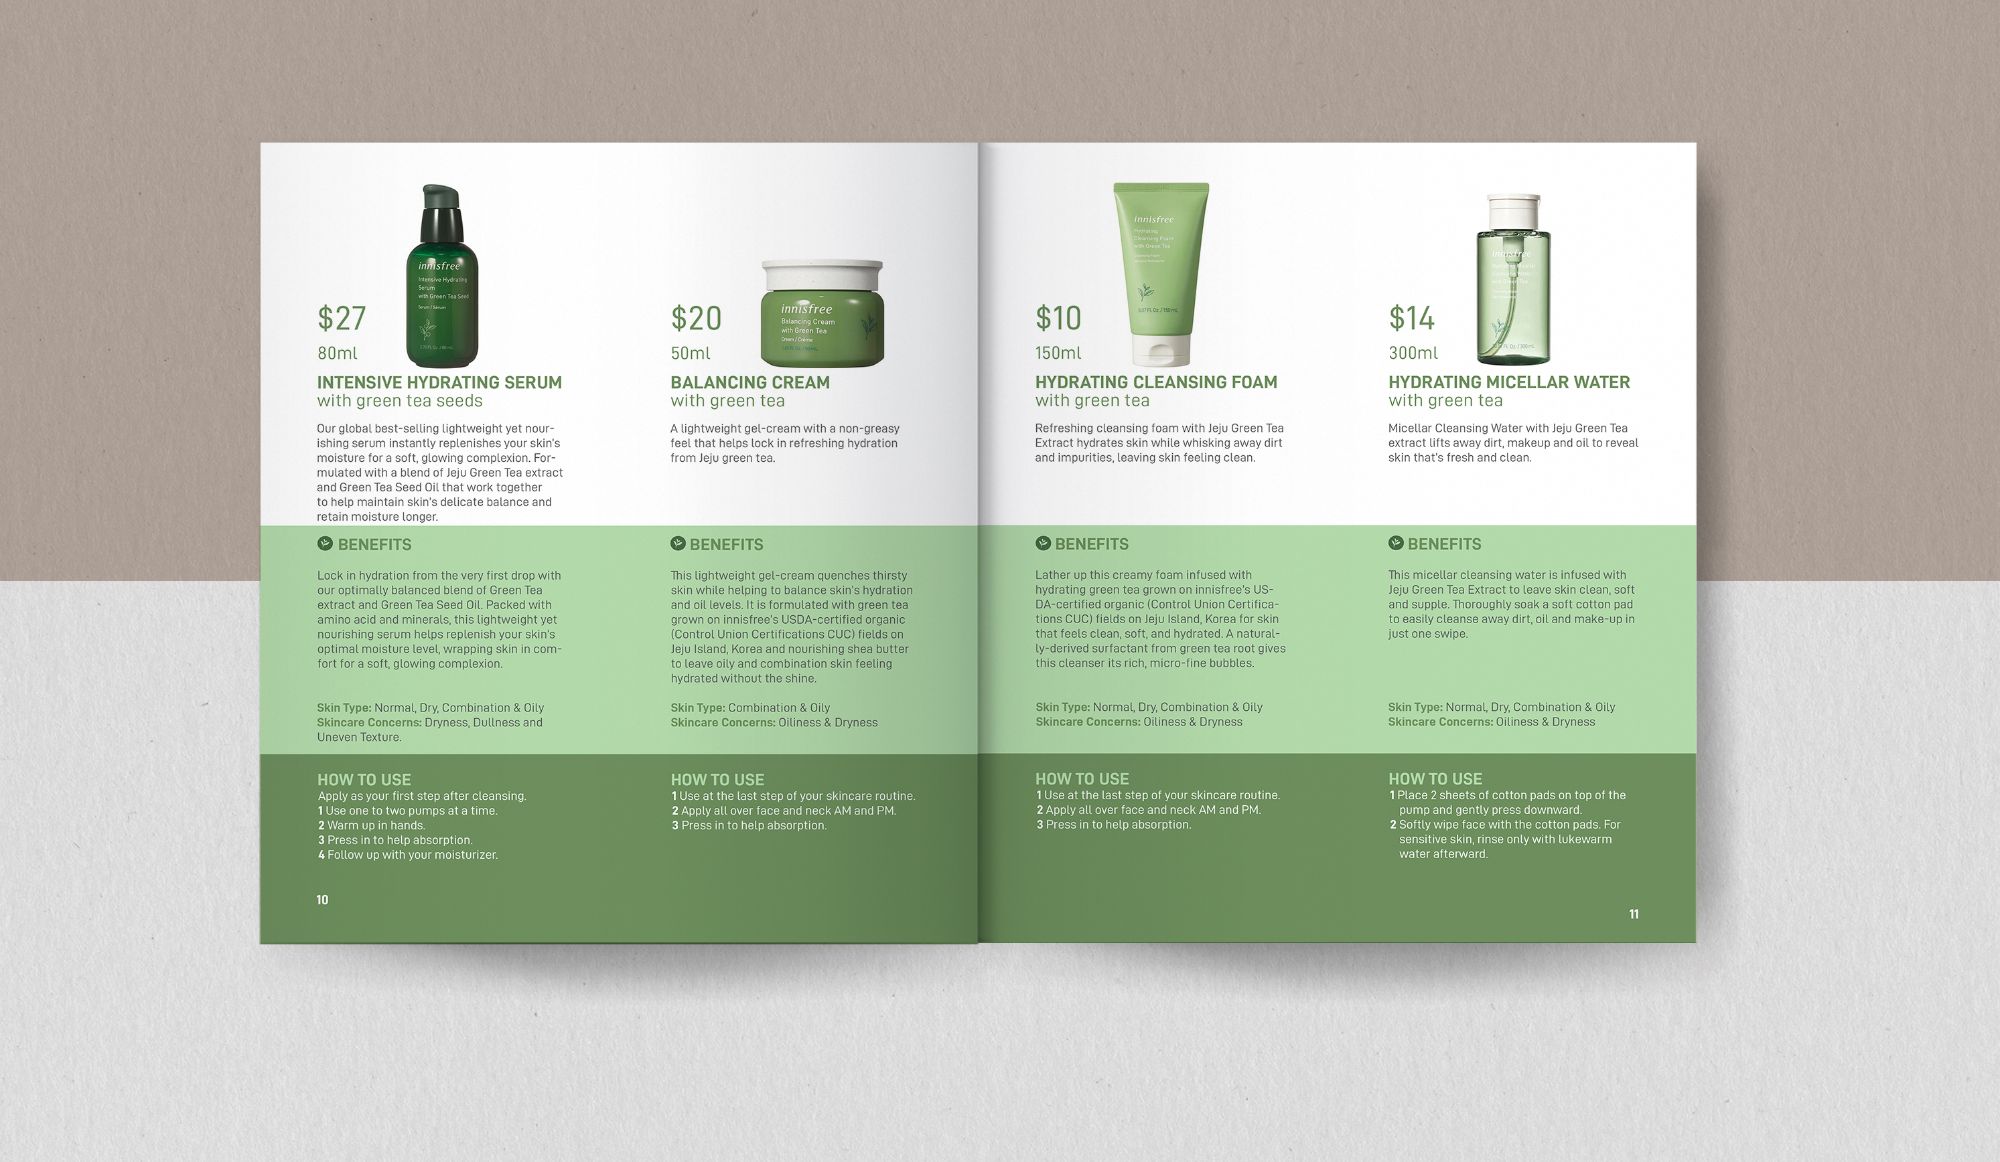 $27
80ml
innisfree
Intensive Hydrating
Serum
with Green Tea Seed
Serum / Sérum
INTENSIVE HYDRATING SERUM
with green tea seeds
Our global best-selling lightweight yet nour-
ishing serum instantly replenishes your skin's
moisture for a soft, glowing complexion. For-
mulated with a blend of Jeju Green Tea extract
and Green Tea Seed Oil that work together
to help maintain skin's delicate balance and
retain moisture longer.
BENEFITS
Lock in hydration from the very first drop with
our optimally balanced blend of Green Tea
extract and Green Tea Seed Oil. Packed with
amino acid and minerals, this lightweight yet
nourishing serum helps replenish your skin's
optimal moisture level, wrapping skin in com-
fort for a soft, glowing complexion.
Skin Type: Normal, Dry, Combination & Oily
Skincare Concerns: Dryness, Dullness and
Uneven Texture.
HOW TO USE
Apply as your first step after cleansing.
1 Use one to two pumps at a time.
2 Warm up in hands.
3 Press in to help absorption.
4 Follow up with your moisturizer.
10
$20
50ml
innisfree
Balancing Cream
with Green Tea
Cream / Crème
BALANCING CREAM
with green tea
A lightweight gel-cream with a non-greasy
feel that helps lock in refreshing hydration
from Jeju green tea.
BENEFITS
This lightweight gel-cream quenches thirsty
skin while helping to balance skin's hydration
and oil levels. It is formulated with green tea
grown on innisfree's USDA-certified organic
(Control Union Certifications CUC) fields on
Jeju Island, Korea and nourishing shea butter
to leave oily and combination skin feeling
hydrated without the shine.
Skin Type: Combination & Oily
Skincare Concerns: Oiliness & Dryness
HOW TO USE
1 Use at the last step of your skincare routine.
2 Apply all over face and neck AM and PM.
3 Press in to help absorption.
$10
150ml
innisfree
Hydrating
Cleansing Foam
with Green Tea
HYDRATING CLEANSING FOAM
with green tea
Refreshing cleansing foam with Jeju Green Tea
Extract hydrates skin while whisking away dirt
and impurities, leaving skin feeling clean.
BENEFITS
Lather up this creamy foam infused with
hydrating green tea grown on innisfree's US-
DA-certified organic (Control Union Certifica-
tions CUC) fields on Jeju Island, Korea for skin
that feels clean, soft, and hydrated. A natural-
ly-derived surfactant from green tea root gives
this cleanser its rich, micro-fine bubbles.
Skin Type: Normal, Dry, Combination & Oily
Skincare Concerns: Oiliness & Dryness
HOW TO USE
1 Use at the last step of your skincare routine.
2 Apply all over face and neck AM and PM.
3 Press in to help absorption.
$14
300ml
innisfree
HYDRATING MICELLAR WATER
with green tea
Micellar Cleansing Water with Jeju Green Tea
extract lifts away dirt, makeup and oil to reveal
skin that's fresh and clean.
BENEFITS
This micellar cleansing water is infused with
Jeju Green Tea Extract to leave skin clean, soft
and supple. Thoroughly soak a soft cotton pad
to easily cleanse away dirt, oil and make-up in
just one swipe.
Skin Type: Normal, Dry, Combination & Oily
Skincare Concerns: Oiliness & Dryness
HOW TO USE
1 Place 2 sheets of cotton pads on top of the
pump and gently press downward.
2 Softly wipe face with the cotton pads. For
sensitive skin, rinse only with lukewarm
water afterward.
11